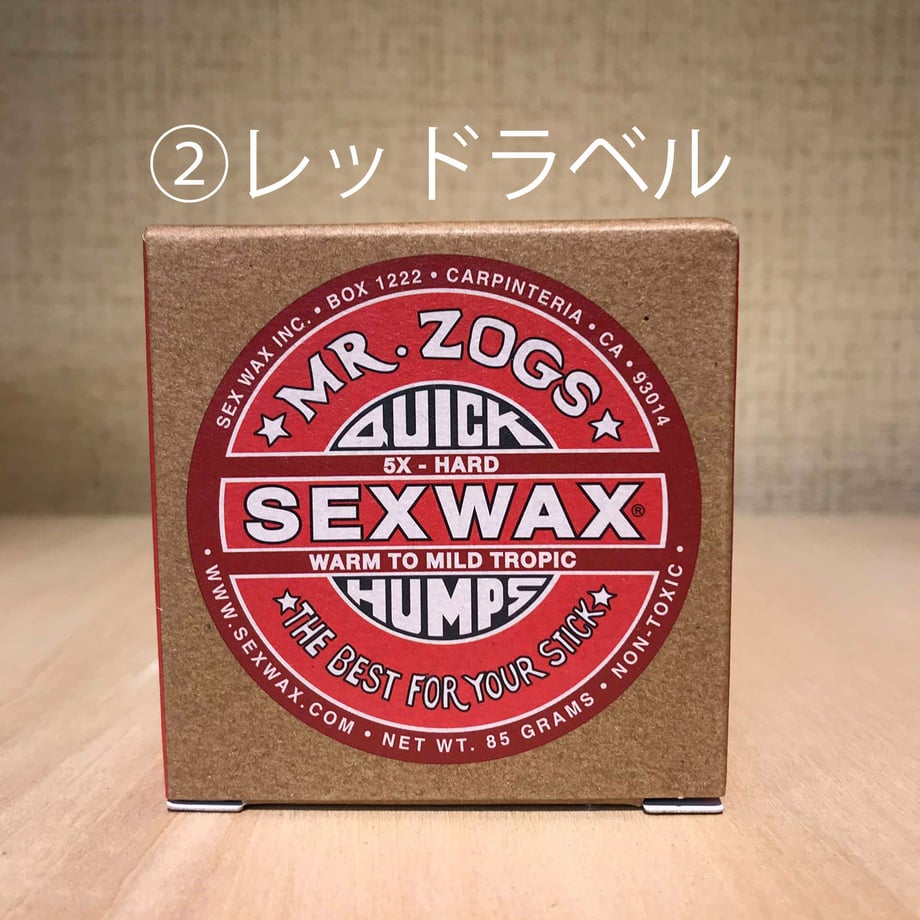 ②レッドラベル
SEX WAX INC. • BOX 1222 • CARPINTERIA • CA • 93014
MR. ZOGS
QUICK
5X - HARD
SEXWAX®
WARM TO MILD TROPIC
HUMPS
THE BEST FOR YOUR STICK
• WWW.SEXWAX.COM • NET WT. 85 GRAMS • NON-TOXIC •